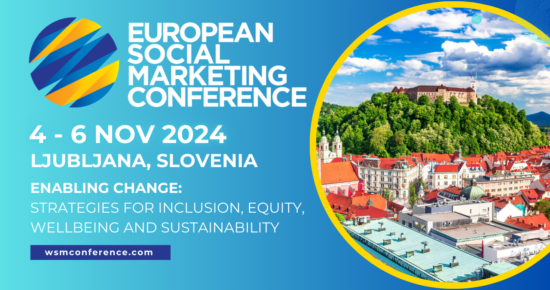 EUROPEAN
SOCIAL
MARKETING
CONFERENCE
4 - 6 NOV 2024
LJUBLJANA, SLOVENIA
ENABLING CHANGE:
STRATEGIES FOR INCLUSION, EQUITY,
WELLBEING AND SUSTAINABILITY
wsmconference.com